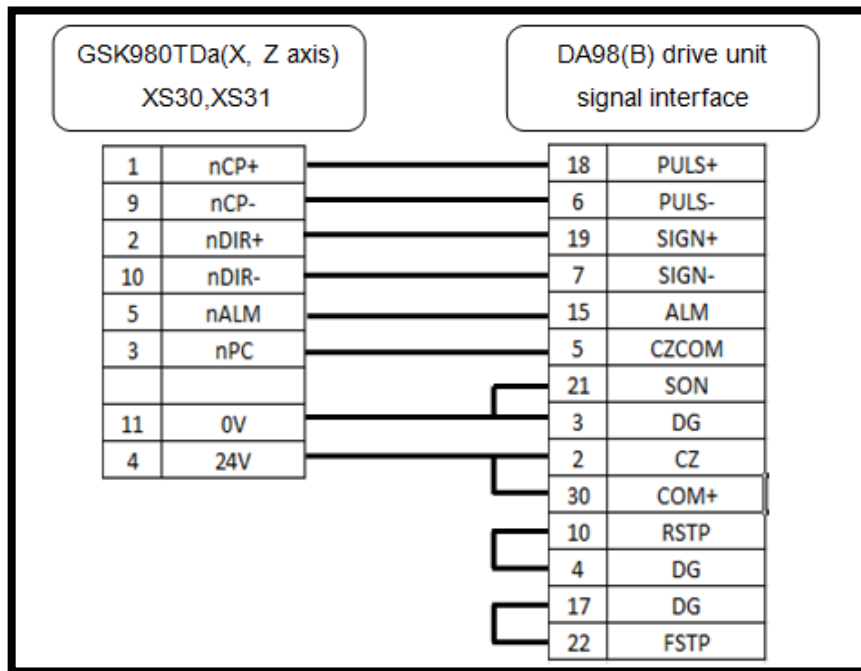 GSK980TDa(X, Z axis)
XS30,XS31
DA98(B) drive unit
signal interface
1 nCP+ 18 PULS+
9 nCP- 6 PULS-
2 nDIR+ 19 SIGN+
10 nDIR- 7 SIGN-
5 nALM 15 ALM
3 nPC 5 CZCOM
21 SON
11 0V 3 DG
4 24V 2 CZ
30 COM+
10 RSTP
4 DG
17 DG
22 FSTP